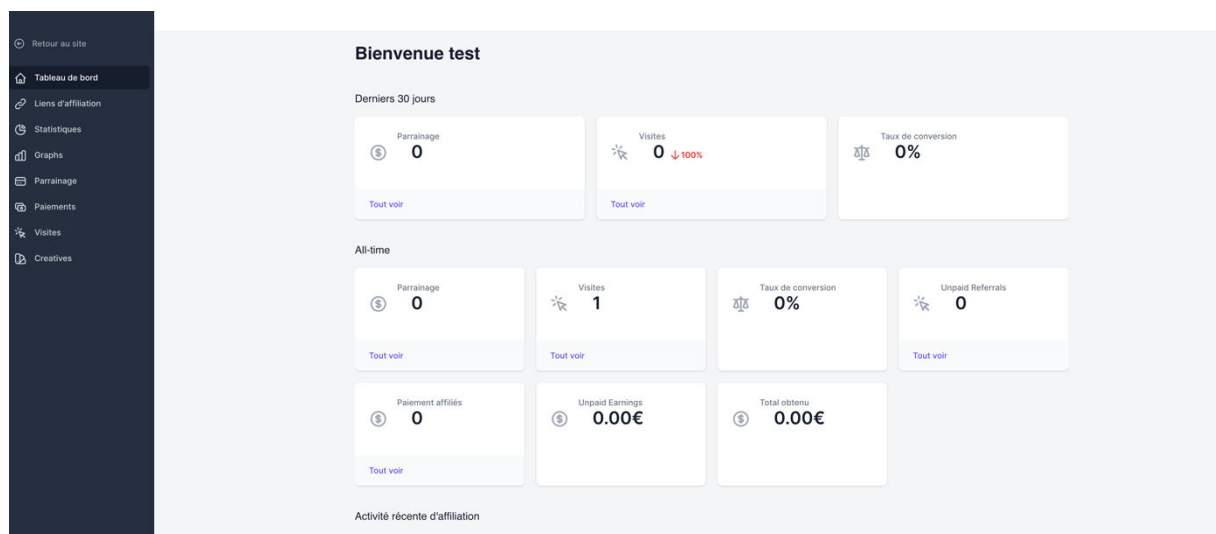 Retour au site
Tableau de bord
Liens d'affiliation
Statistiques
Graphs
Parrainage
Paiements
Visites
Creatives
Bienvenue test
Derniers 30 jours
Parrainage
0
Tout voir
Visites
0 ↓100%
Tout voir
Taux de conversion
0%
All-time
Parrainage
0
Tout voir
Visites
1
Tout voir
Taux de conversion
0%
Unpaid Referrals
0
Tout voir
Paiement affiliés
0
Tout voir
Unpaid Earnings
0.00€
Total obtenu
0.00€
Activité récente d'affiliation